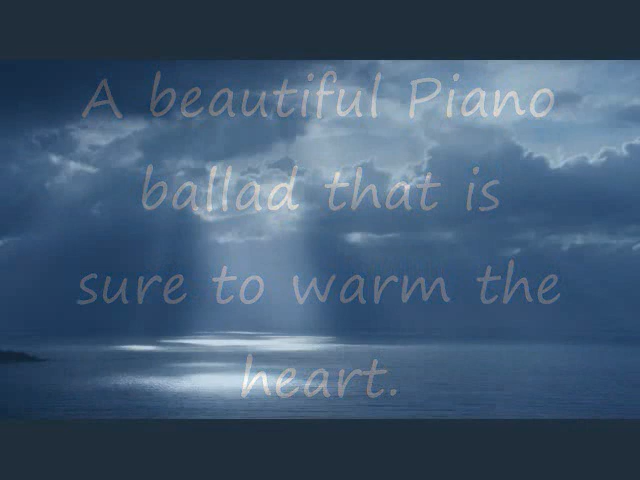 A beautiful Piano
ballad that is
sure to warm the
heart.